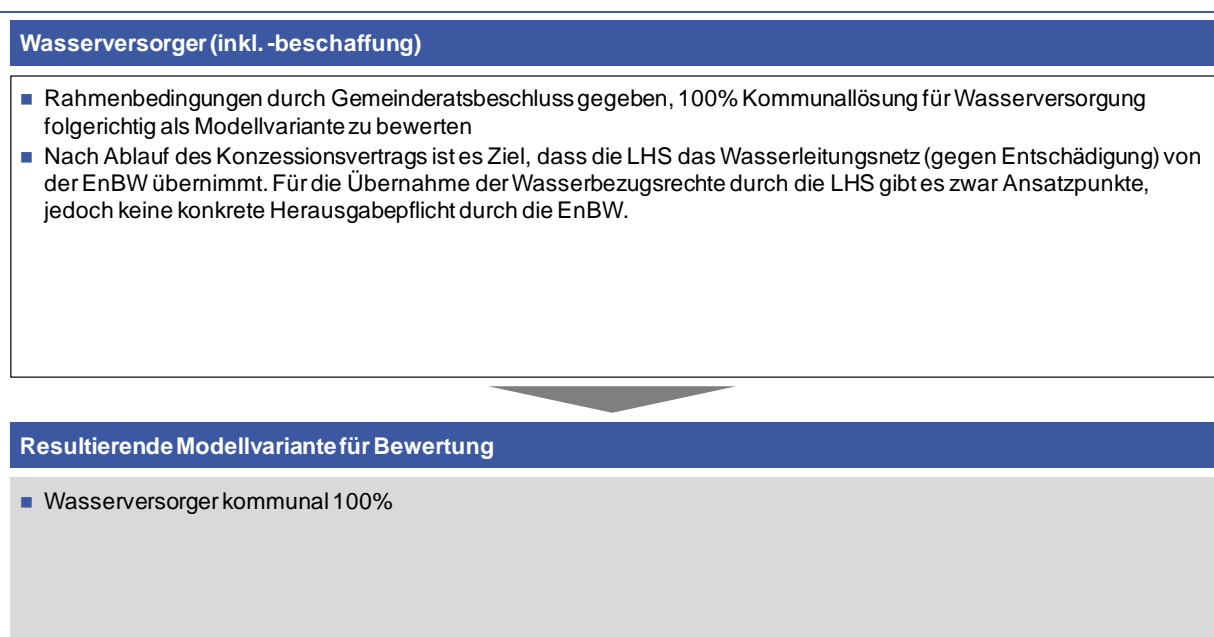 Wasserversorger (inkl. -beschaffung)
Rahmenbedingungen durch Gemeinderatsbeschluss gegeben, 100% Kommunallösung für Wasserversorgung
folgerichtig als Modellvariante zu bewerten
Nach Ablauf des Konzessionsvertrags ist es Ziel, dass die LHS das Wasserleitungsnetz (gegen Entschädigung) von
der EnBW übernimmt. Für die Übernahme der Wasserbezugsrechte durch die LHS gibt es zwar Ansatzpunkte,
jedoch keine konkrete Herausgabepflicht durch die EnBW.
Resultierende Modellvariante für Bewertung
Wasserversorger kommunal 100%